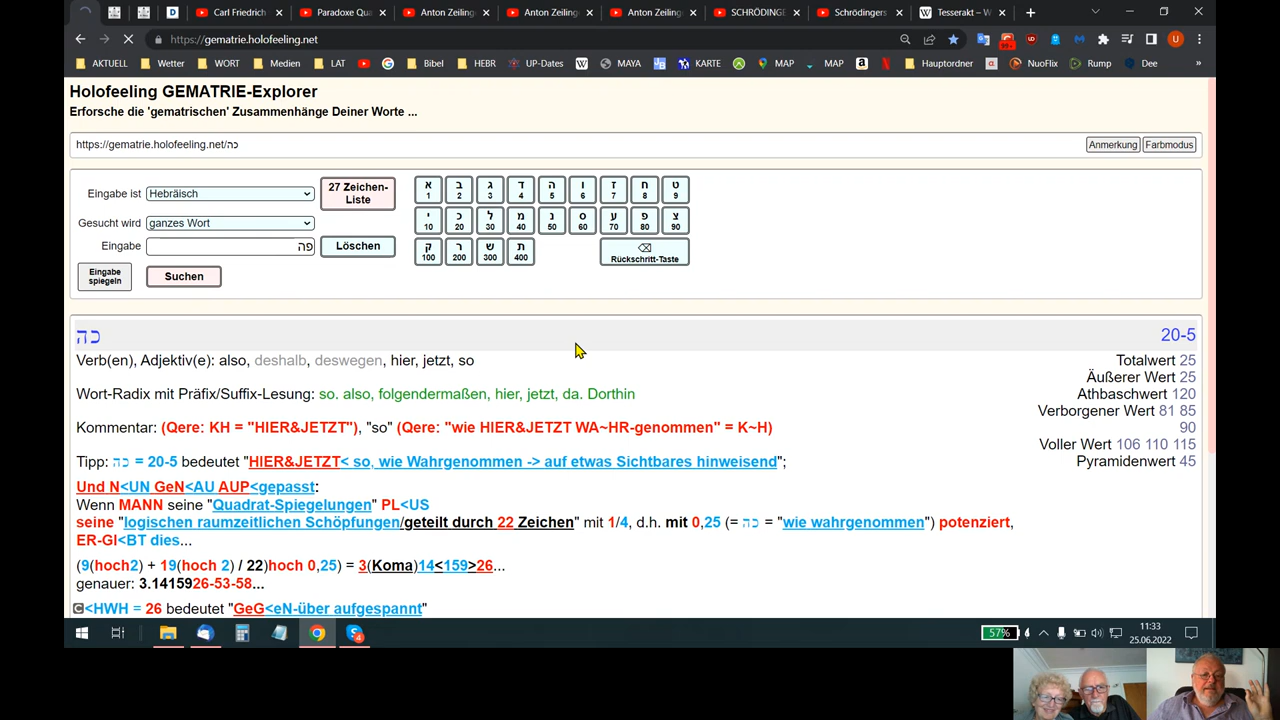 Carl Friedrich
Paradoxe Qua
Anton Zeiling
Anton Zeiling
Anton Zeiling
SCHRÖDINGE
Schrödingers
Tesserakt – W
https://gematrie.holofeeling.net
AKTUELL Wetter WORT Medien LAT Bibel HEBR UP-Dates MAYA KARTE MAP MAP Hauptordner NuoFlix Rump Dee »
Holofeeling GEMATRIE-Explorer
Erforsche die 'gematrischen' Zusammenhänge Deiner Worte ...
https://gematrie.holofeeling.net/כה
Anmerkung Farbmodus
Eingabe ist Hebräisch
27 Zeichen-Liste
Gesucht wird ganzes Wort
Eingabe פה Löschen
Eingabe spiegeln Suchen
א ב ג ד ה ו ז ח ט
1 2 3 4 5 6 7 8 9
י כ ל מ נ ס ע פ צ
10 20 30 40 50 60 70 80 90
ק ר ש ת
100 200 300 400
⌫ Rückschritt-Taste
כה 20-5
Verb(en), Adjektiv(e): also, deshalb, deswegen, hier, jetzt, so
Totalwert 25
Äußerer Wert 25
Athbaschwert 120
Verborgener Wert 81 85
90
Voller Wert 106 110 115
Pyramidenwert 45
Wort-Radix mit Präfix/Suffix-Lesung: so. also, folgendermaßen, hier, jetzt, da. Dorthin
Kommentar: (Qere: KH = "HIER&JETZT"), "so" (Qere: "wie HIER&JETZT WA~HR-genommen" = K~H)
Tipp: כה = 20-5 bedeutet "HIER&JETZT< so, wie Wahrgenommen -> auf etwas Sichtbares hinweisend";
Und N<UN GeN<AU AUP<gepasst:
Wenn MANN seine "Quadrat-Spiegelungen" PL<US
seine "logischen raumzeitlichen Schöpfungen/geteilt durch 22 Zeichen" mit 1/4, d.h. mit 0,25 (= כה = "wie wahrgenommen") potenziert,
ER-GI<BT dies...
(9(hoch2) + 19(hoch 2) / 22)hoch 0,25) = 3(Koma)14<159>26...
genauer: 3.1415926-53-58...
C<HWH = 26 bedeutet "GeG<eN-über aufgespannt"
57%
11:33
25.06.2022